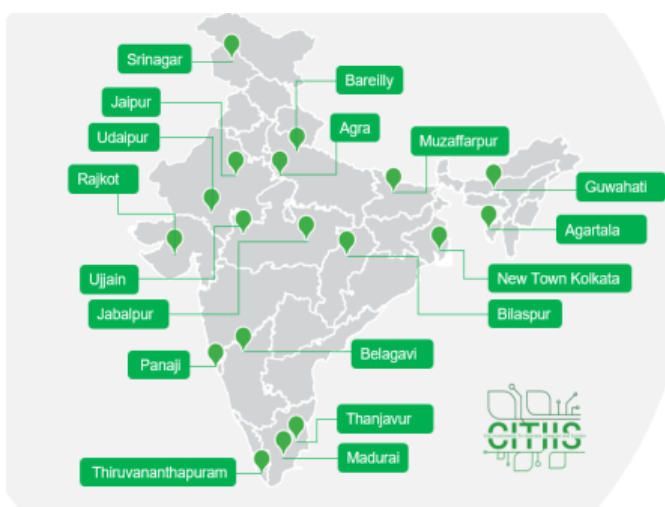 Srinagar
Bareilly
Jaipur
Agra
Udaipur
Muzaffarpur
Rajkot
Guwahati
Agartala
Ujjain
New Town Kolkata
Jabalpur
Bilaspur
Panaji
Belagavi
Thanjavur
CITIIS
Madurai
Thiruvananthapuram